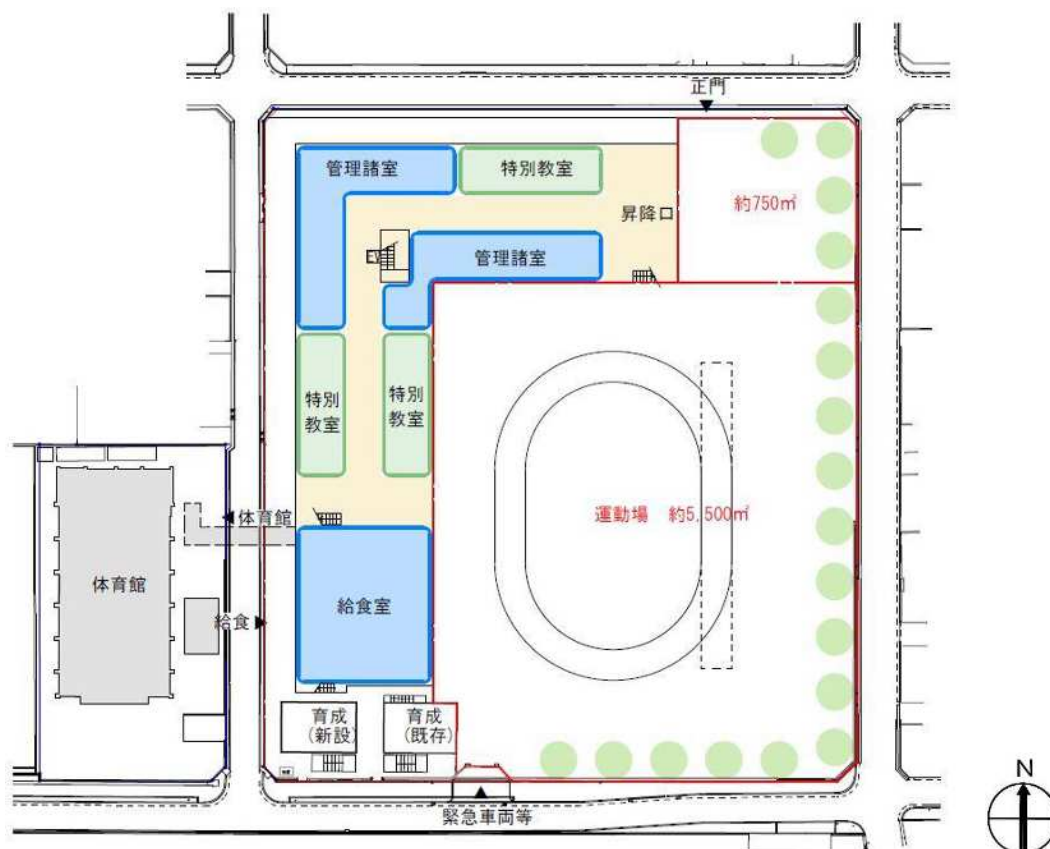 正門
管理諸室
特別教室
約750㎡
昇降口
EV
管理諸室
特別
教室
特別
教室
運動場 約5,500㎡
体育館
体育館
給食室
給食
育成
(新設)
育成
(既存)
緊急車両等
N